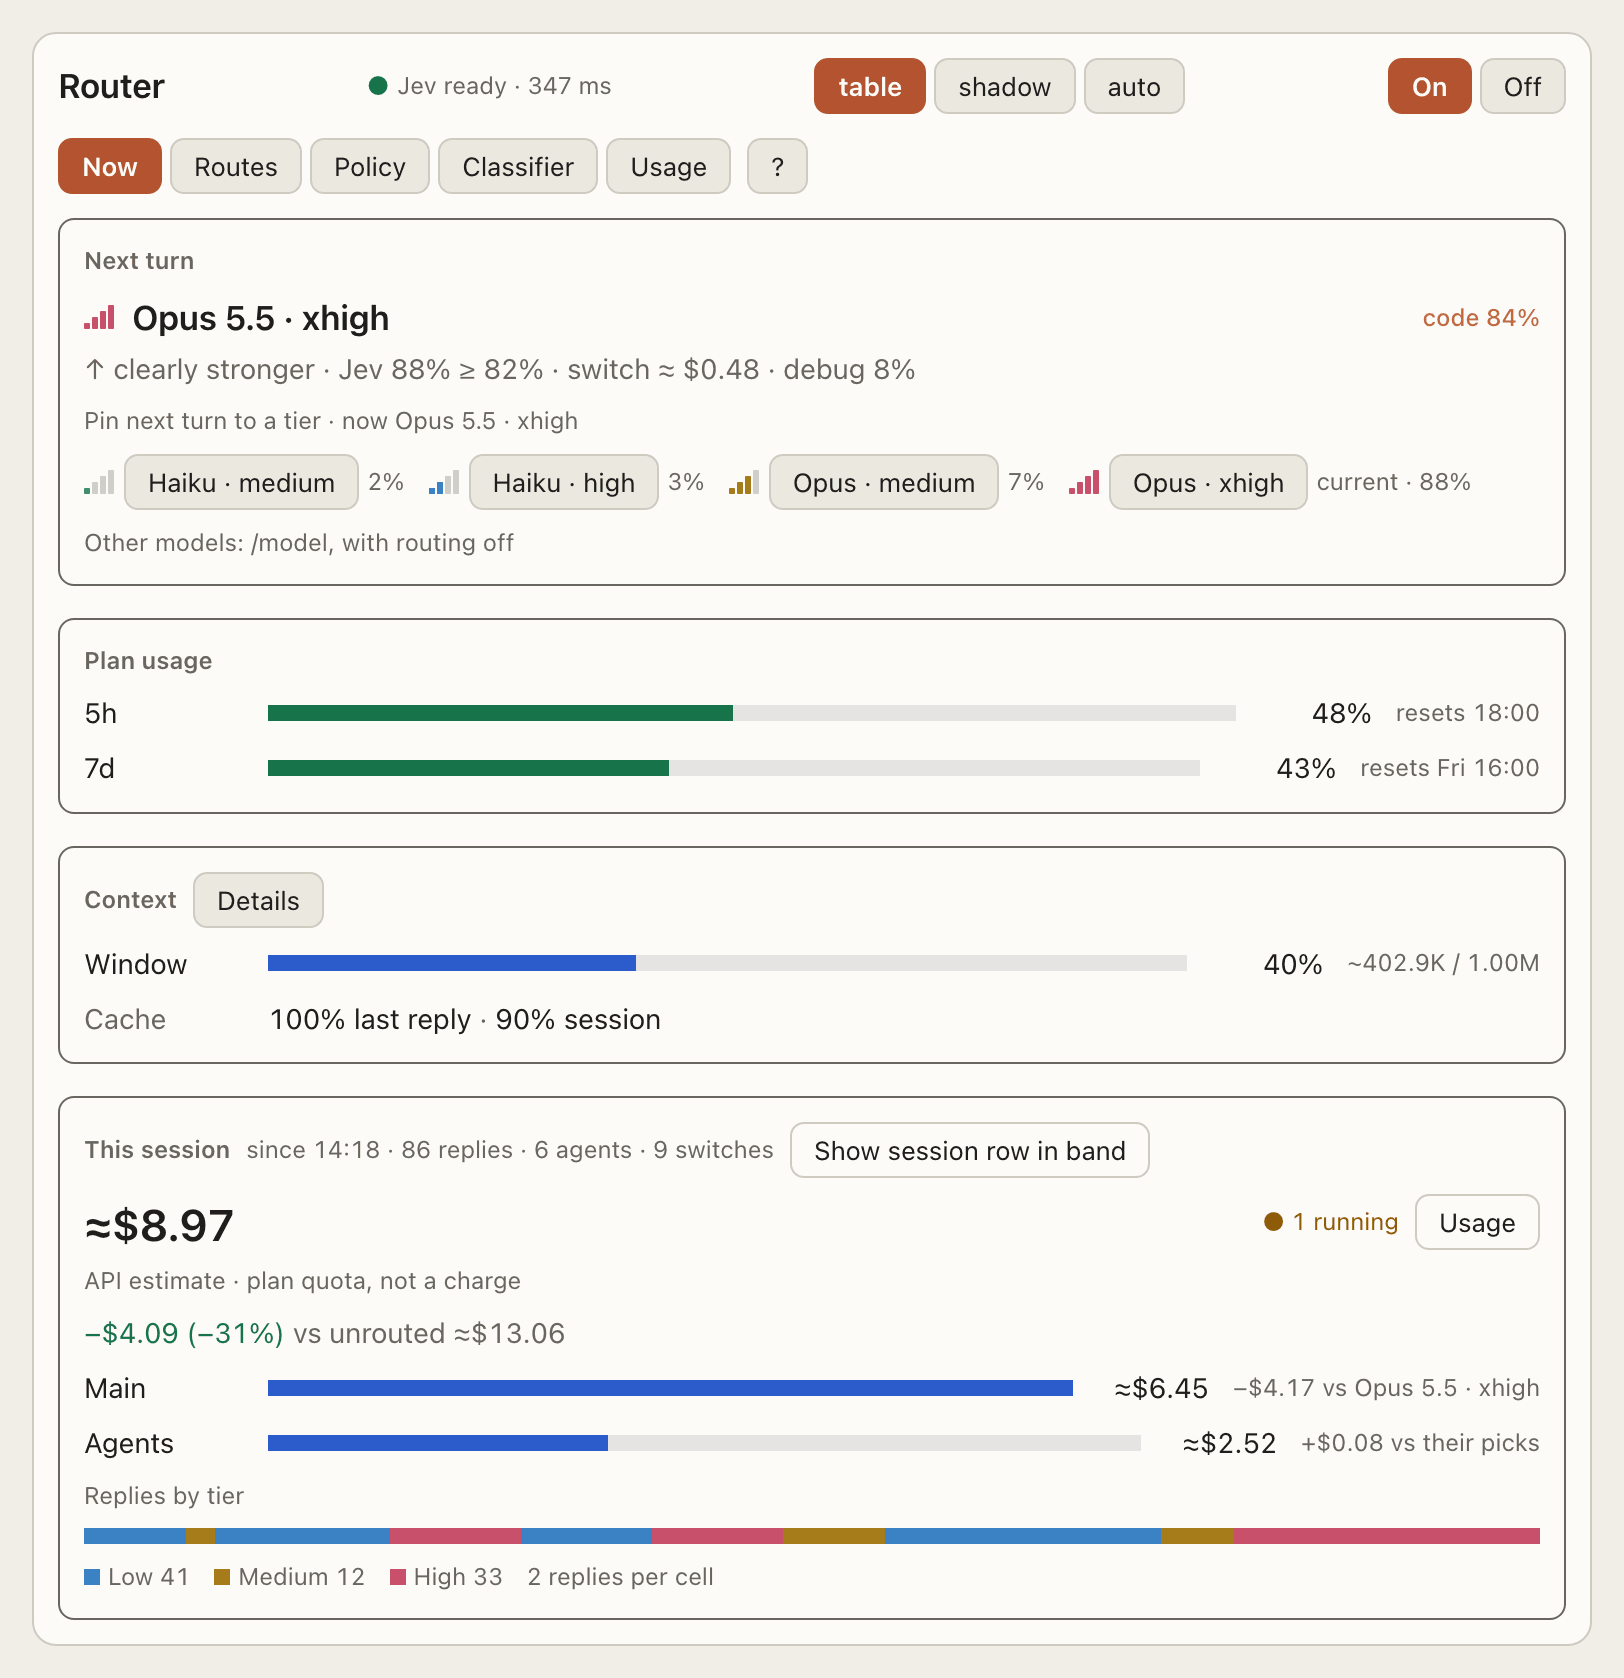 Router
Jev ready · 347 ms
table shadow auto
On Off
Now Routes Policy Classifier Usage ?
Next turn
Opus 5.5 · xhigh
code 84%
↑ clearly stronger · Jev 88% ≥ 82% · switch ≈ $0.48 · debug 8%
Pin next turn to a tier · now Opus 5.5 · xhigh
Haiku · medium 2% Haiku · high 3% Opus · medium 7% Opus · xhigh current · 88%
Other models: /model, with routing off
Plan usage
5h 48% resets 18:00
7d 43% resets Fri 16:00
Context Details
Window 40% ~402.9K / 1.00M
Cache 100% last reply · 90% session
This session since 14:18 · 86 replies · 6 agents · 9 switches Show session row in band
≈$8.97
1 running Usage
API estimate · plan quota, not a charge
−$4.09 (−31%) vs unrouted ≈$13.06
Main ≈$6.45 −$4.17 vs Opus 5.5 · xhigh
Agents ≈$2.52 +$0.08 vs their picks
Replies by tier
Low 41 Medium 12 High 33 2 replies per cell